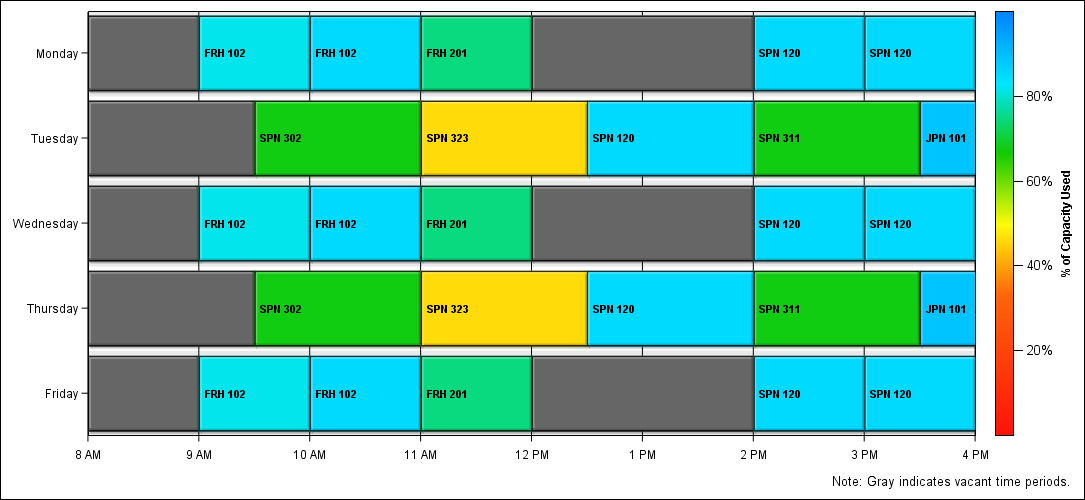 Monday
FRH 102
FRH 102
FRH 201
SPN 120
SPN 120
Tuesday
SPN 302
SPN 323
SPN 120
SPN 311
JPN 101
Wednesday
FRH 102
FRH 102
FRH 201
SPN 120
SPN 120
Thursday
SPN 302
SPN 323
SPN 120
SPN 311
JPN 101
Friday
FRH 102
FRH 102
FRH 201
SPN 120
SPN 120
8 AM
9 AM
10 AM
11 AM
12 PM
1 PM
2 PM
3 PM
4 PM
80%
60%
40%
20%
% of Capacity Used
Note: Gray indicates vacant time periods.